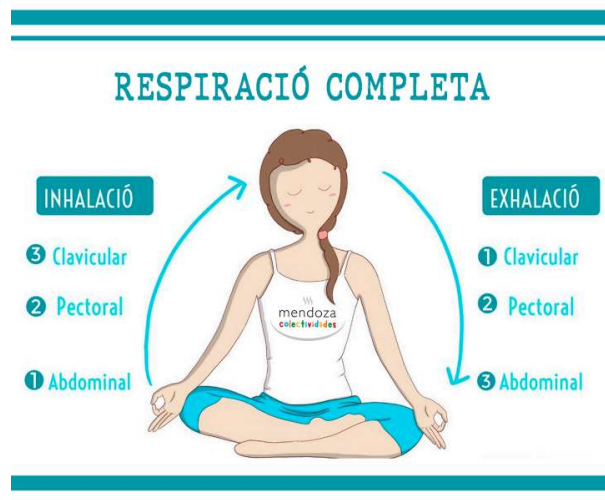 RESPIRACIÓ COMPLETA
INHALACIÓ
3 Clavicular
2 Pectoral
1 Abdominal
mendoza
colectividades
EXHALACIÓ
1 Clavicular
2 Pectoral
3 Abdominal